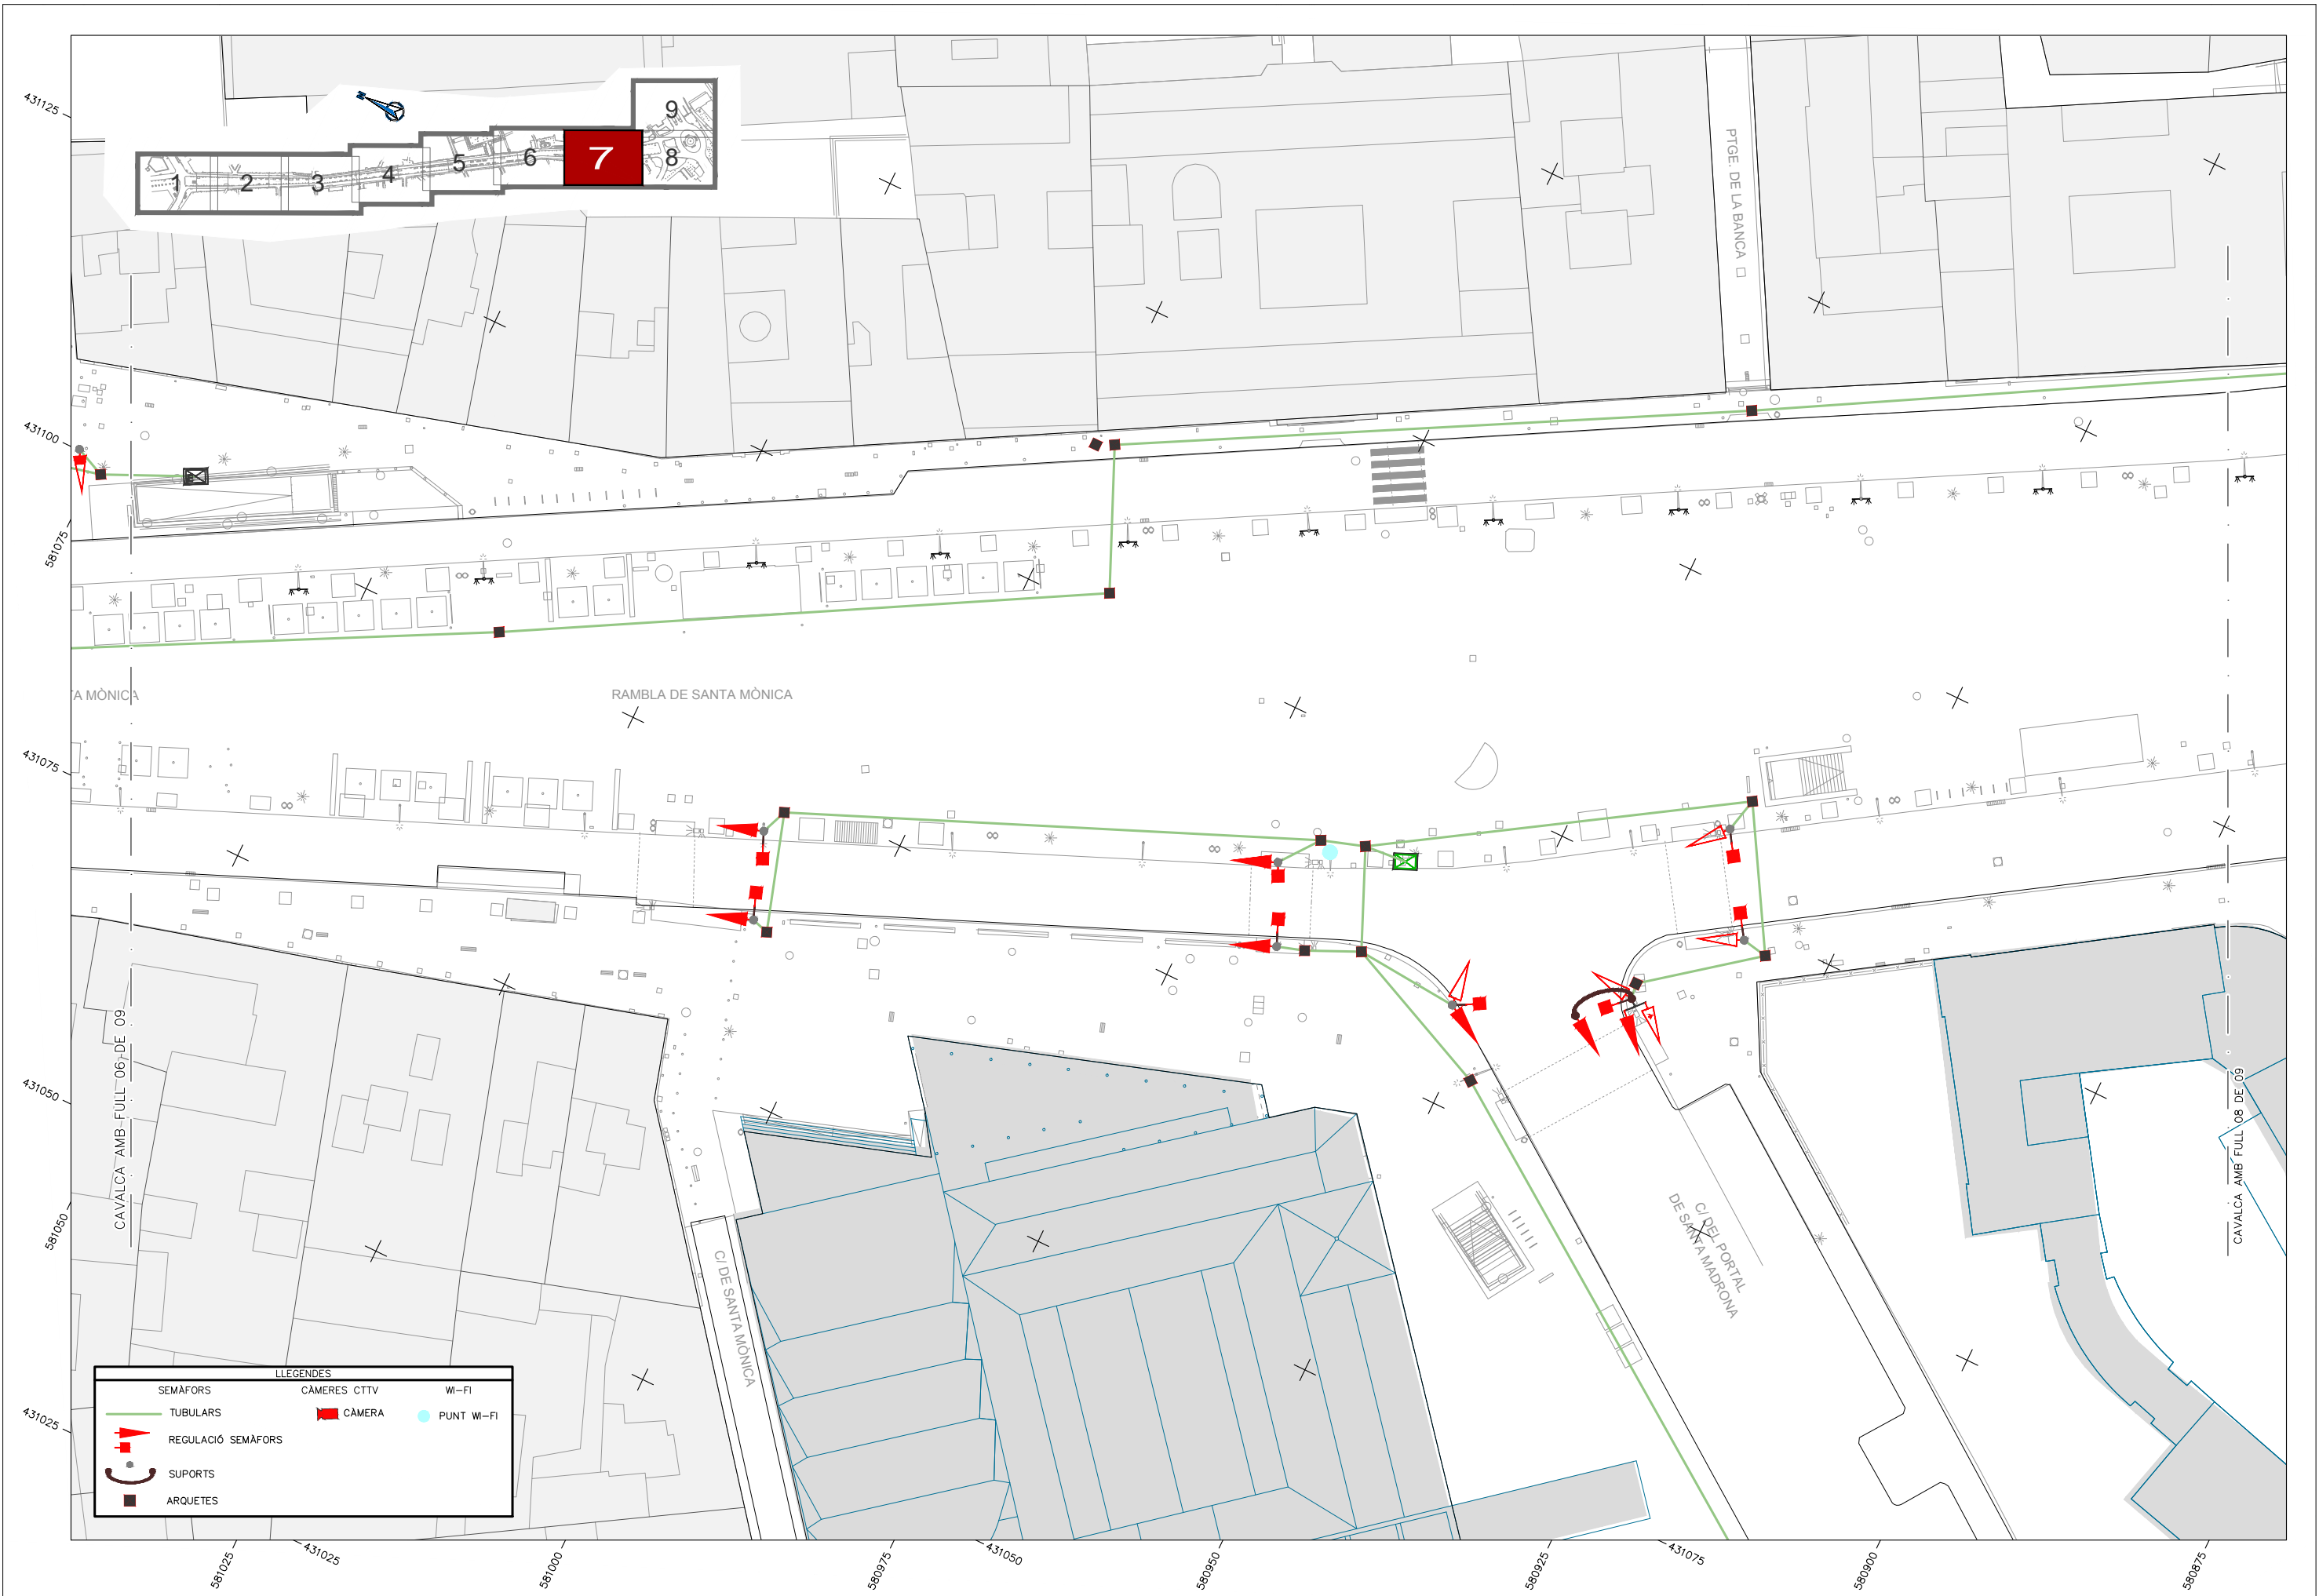 431125
9
7
6
8
5
4
3
2
1
PTGE. DE LA BANCA
431100
581075
TA MÒNICA
RAMBLA DE SANTA MÒNICA
431075
CAVALCA AMB FULL 06 DE 09
431050
581050
CAVALCA AMB FULL 08 DE 09
C/ DEL PORTAL
DE SANTA MADRONA
C/ DE SANTA MÒNICA
431025
LLEGENDES
SEMÀFORS
CÀMERES CTTV
WI-FI
TUBULARS
CÀMERA
PUNT WI-FI
REGULACIÓ SEMÀFORS
SUPORTS
ARQUETES
581025
431025
581000
580975
431050
580950
580925
431075
580900
580875